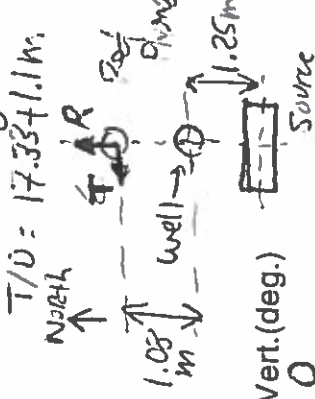 T/D = 17.33+1.1m
North
R
T
1.25m
1.08
m
well
Source
Vert.(deg.)
0